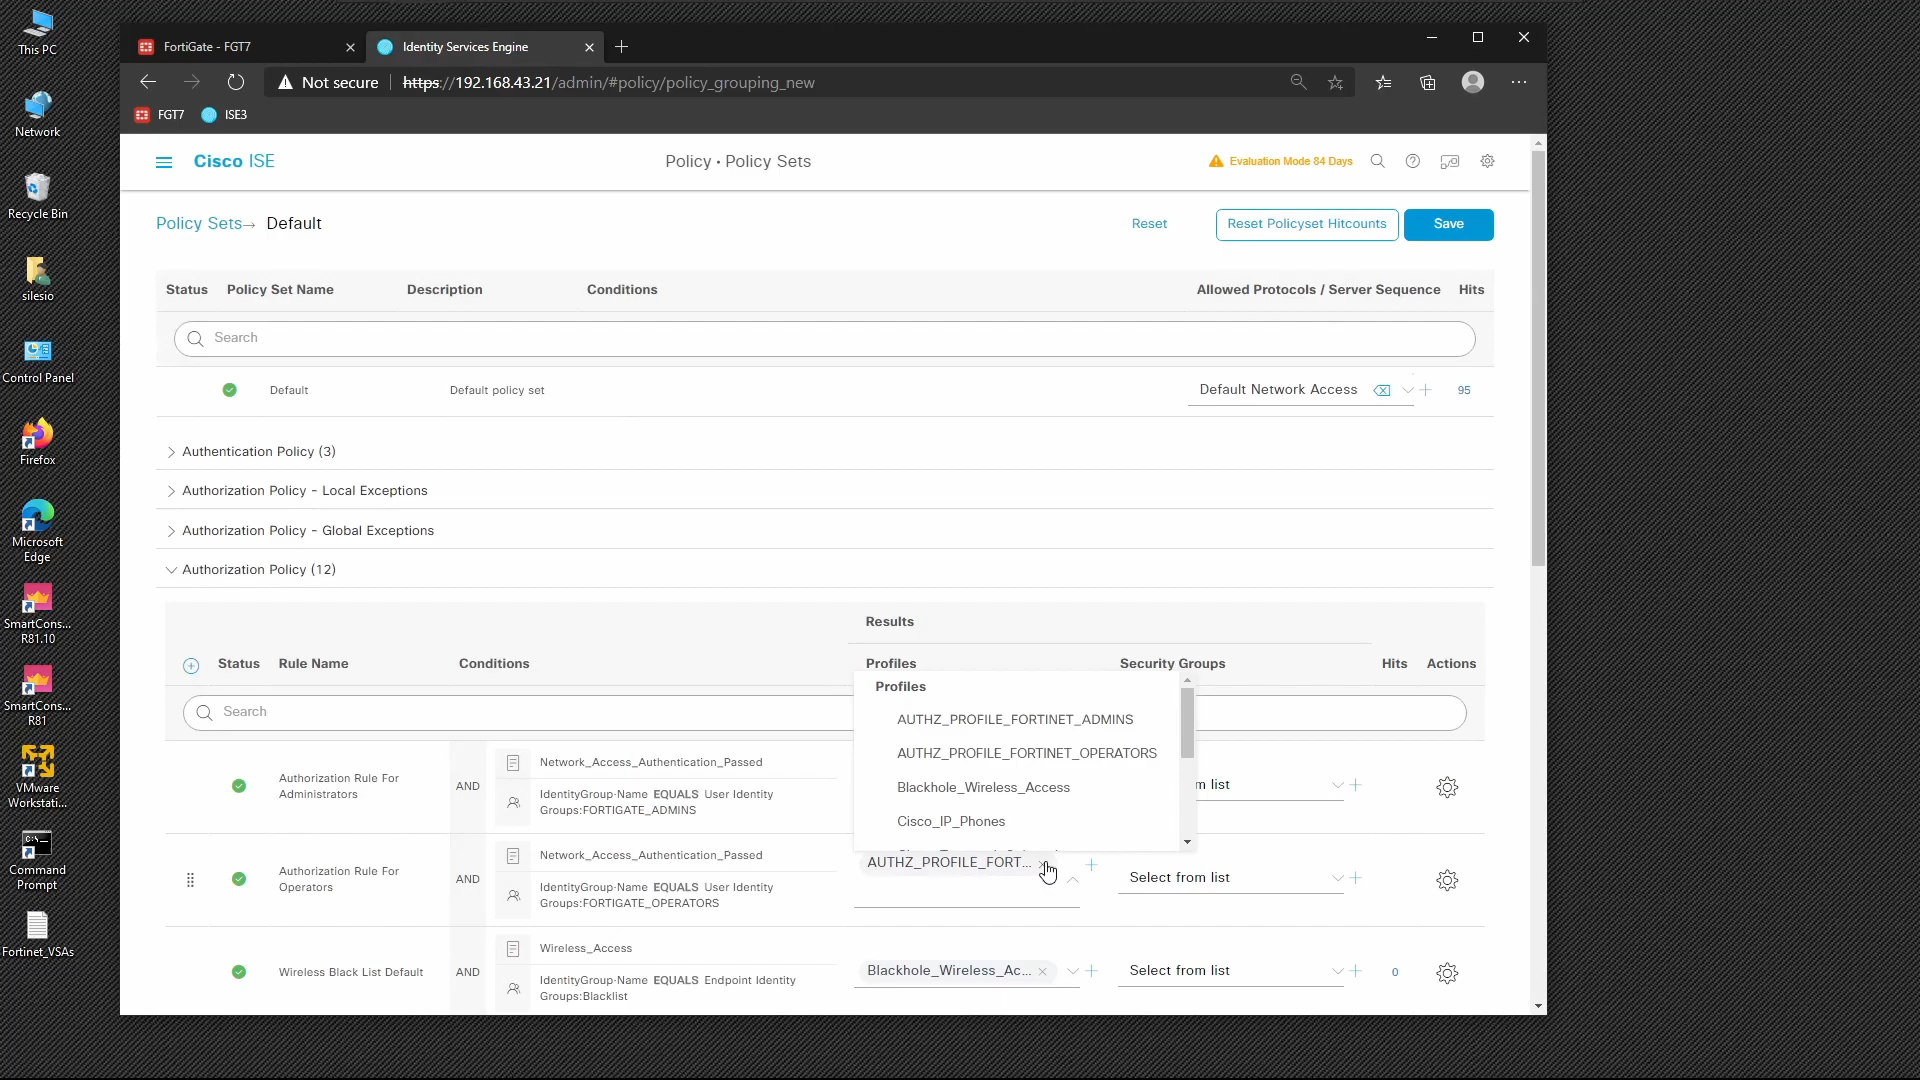 This PC
Network
Recycle Bin
silesio
Control Panel
Firefox
Microsoft
Edge
SmartCons...
R81.10
SmartCons...
R81
VMware
Workstati...
Command
Prompt
Fortinet_VSAs
FortiGate - FGT7
Identity Services Engine
Not secure
https://192.168.43.21/admin/#policy/policy_grouping_new
FGT7
ISE3
Cisco ISE
Policy · Policy Sets
Evaluation Mode 84 Days
Policy Sets→ Default
Reset
Reset Policyset Hitcounts
Save
Status Policy Set Name Description Conditions Allowed Protocols / Server Sequence Hits
Search
Default Default policy set Default Network Access 95
Authentication Policy (3)
Authorization Policy - Local Exceptions
Authorization Policy - Global Exceptions
Authorization Policy (12)
Results
Status Rule Name Conditions Profiles Security Groups Hits Actions
Search
Profiles
AUTHZ_PROFILE_FORTINET_ADMINS
AUTHZ_PROFILE_FORTINET_OPERATORS
Blackhole_Wireless_Access
Cisco_IP_Phones
Authorization Rule For
Administrators
AND
Network_Access_Authentication_Passed
IdentityGroup·Name EQUALS User Identity
Groups:FORTIGATE_ADMINS
m list
Authorization Rule For
Operators
AND
Network_Access_Authentication_Passed
IdentityGroup·Name EQUALS User Identity
Groups:FORTIGATE_OPERATORS
AUTHZ_PROFILE_FORT...
Select from list
Wireless Black List Default
AND
Wireless_Access
IdentityGroup·Name EQUALS Endpoint Identity
Groups:Blacklist
Blackhole_Wireless_Ac...
Select from list
0